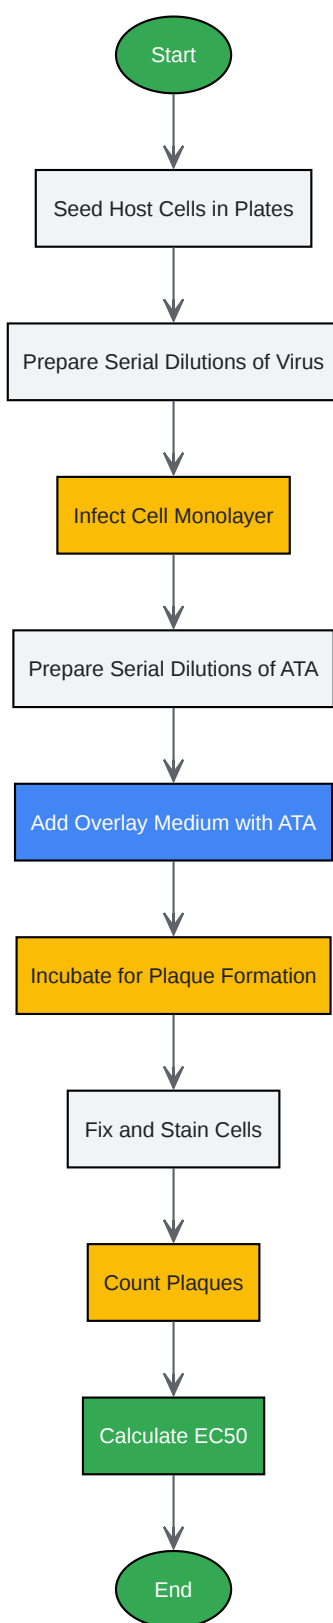 Start
Seed Host Cells in Plates
Prepare Serial Dilutions of Virus
Infect Cell Monolayer
Prepare Serial Dilutions of ATA
Add Overlay Medium with ATA
Incubate for Plaque Formation
Fix and Stain Cells
Count Plaques
Calculate EC50
End